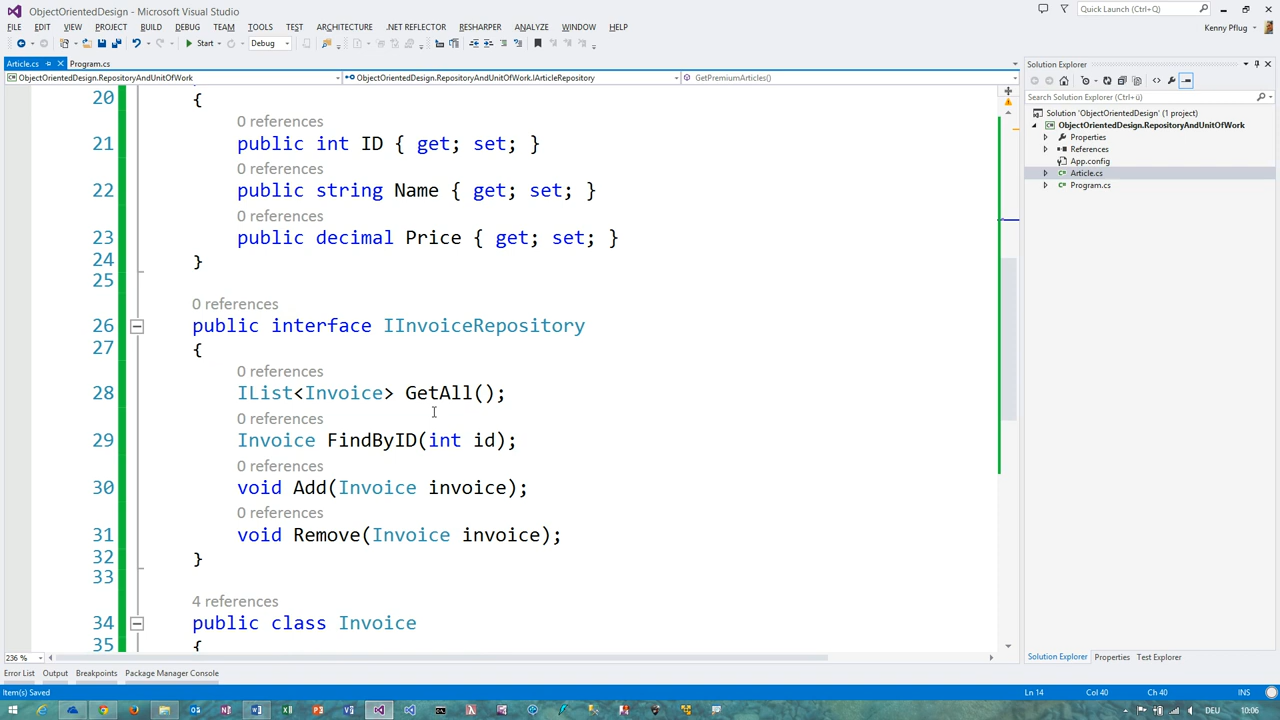 ObjectOrientedDesign - Microsoft Visual Studio
Quick Launch (Ctrl+Q)
FILE EDIT VIEW PROJECT BUILD DEBUG TEAM TOOLS TEST ARCHITECTURE .NET REFLECTOR RESHARPER ANALYZE WINDOW HELP
Kenny Pflug
Start Debug
Article.cs Program.cs
Solution Explorer
ObjectOrientedDesign.RepositoryAndUnitOfWork ObjectOrientedDesign.RepositoryAndUnitOfWork.IArticleRepository GetPremiumArticles()
Search Solution Explorer (Ctrl+ü)
Solution 'ObjectOrientedDesign' (1 project)
ObjectOrientedDesign.RepositoryAndUnitOfWork
Properties
References
App.config
Article.cs
Program.cs
20 {
0 references
21 public int ID { get; set; }
0 references
22 public string Name { get; set; }
0 references
23 public decimal Price { get; set; }
24 }
25
0 references
26 public interface IInvoiceRepository
27 {
0 references
28 IList<Invoice> GetAll();
0 references
29 Invoice FindByID(int id);
0 references
30 void Add(Invoice invoice);
0 references
31 void Remove(Invoice invoice);
32 }
33
4 references
34 public class Invoice
35 {
236 %
Solution Explorer Properties Test Explorer
Error List Output Breakpoints Package Manager Console
Item(s) Saved Ln 14 Col 40 Ch 40 INS
DEU 10:06